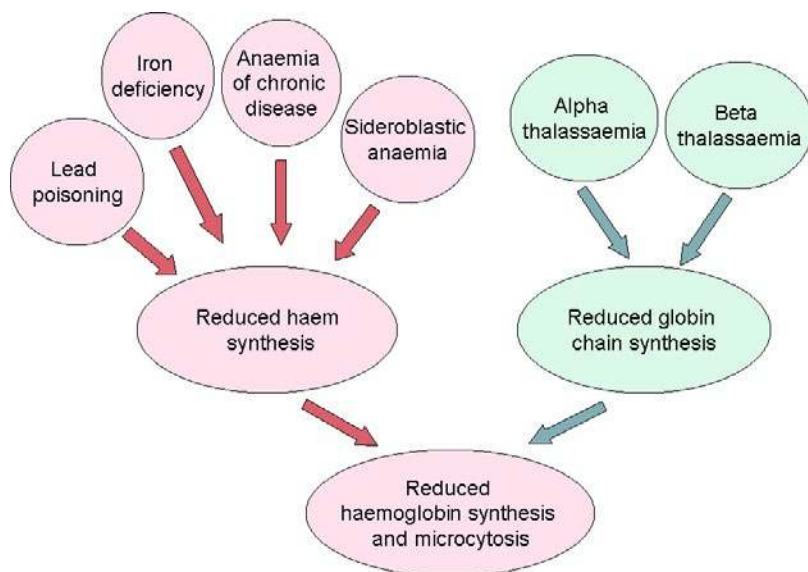 Lead
poisoning
Iron
deficiency
Anaemia
of chronic
disease
Sideroblastic
anaemia
Alpha
thalassaemia
Beta
thalassaemia
Reduced haem
synthesis
Reduced globin
chain synthesis
Reduced
haemoglobin synthesis
and microcytosis